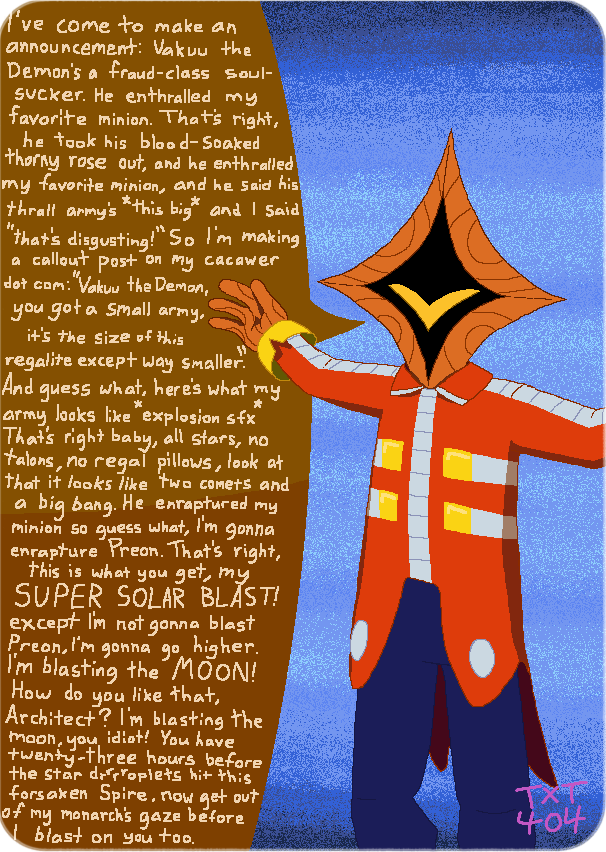 I've come to make an
announcement: Vakuu the
Demon's a fraud-class soul-
sucker. He enthralled my
favorite minion. That's right,
he took his blood-soaked
thorny rose out, and he enthralled
my favorite minion, and he said his
thrall army's *this big* and I said
"that's disgusting!" So I'm making
a callout post on my cacawer
dot com: "Vakuu the Demon,
you got a small army,
it's the size of this
regalite except way smaller."
And guess what, here's what my
army looks like *explosion sfx*
That's right baby, all stars, no
talons, no regal pillows, look at
that it looks like two comets and
a big bang. He enraptured my
minion so guess what, I'm gonna
enrapture Preon. That's right,
this is what you get, my
SUPER SOLAR BLAST!
except I'm not gonna blast
Preon, I'm gonna go higher.
I'm blasting the MOON!
How do you like that,
Architect? I'm blasting the
moon, you idiot! You have
twenty-three hours before
the star drrroplets hit this
forsaken Spire. now get out
of my monarch's gaze before
I blast on you too.
TXT
404